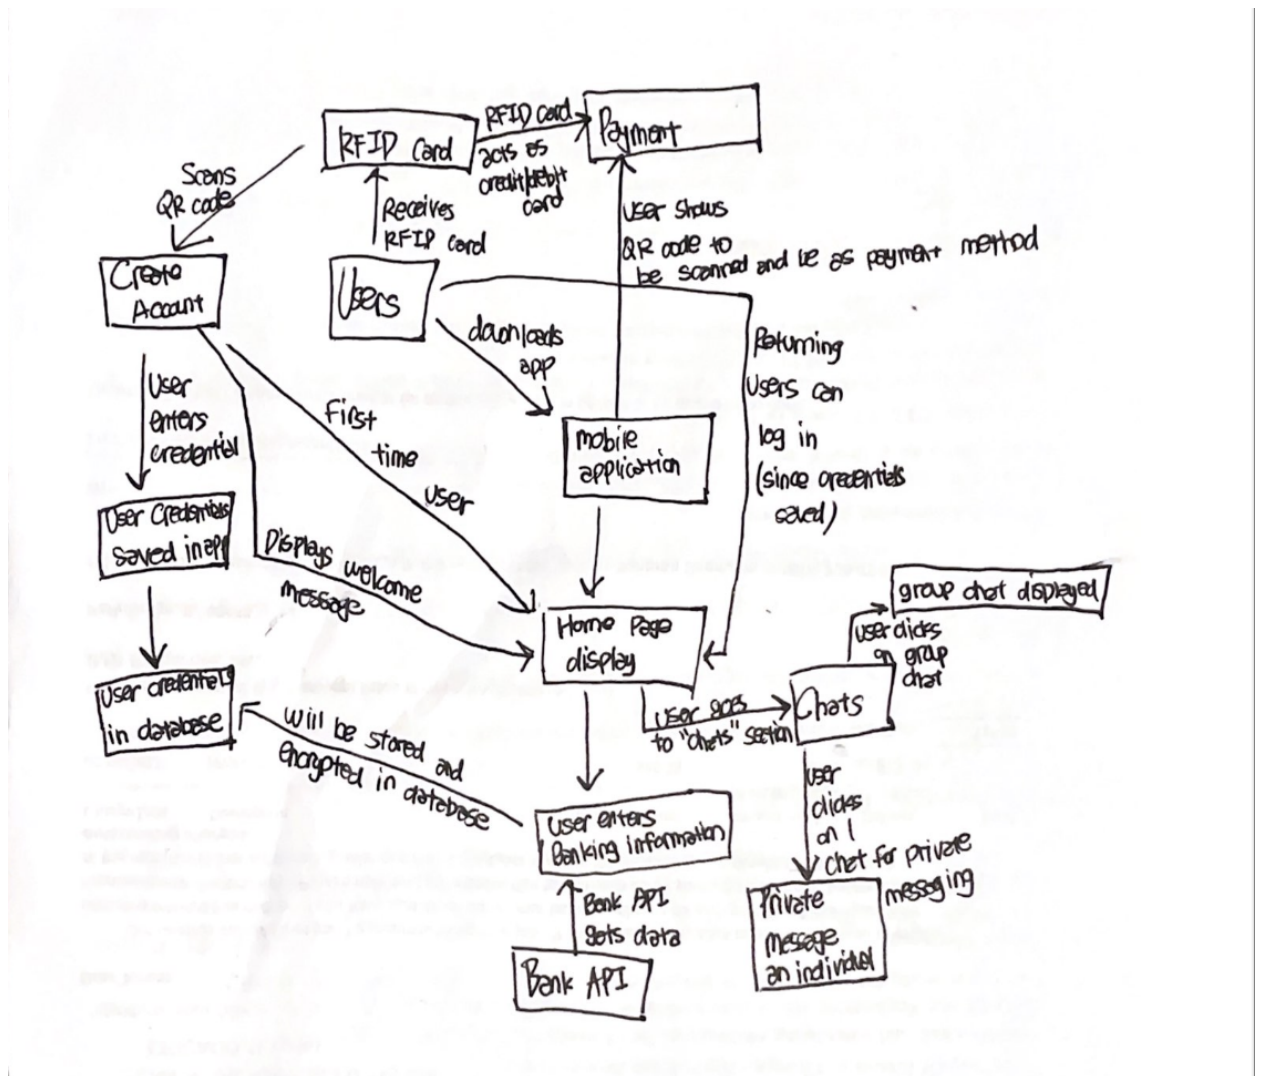 RFID card
acts as
credit/debit
card
RFID Card
Payment
Scans
QR code
Receives
RFID card
User shows
QR code to
be scanned and be as payment method
Create
Account
Users
downloads
app
Returning
users can
log in
(since credentials
saved)
User
enters
credential
First
time
user
mobile
application
User Credentials
saved in app
Displays welcome
message
Home Page
display
group chat displayed
user clicks
on group
chat
User credentials
in database
will be stored and
encrypted in database
user goes
to "chats" section
Chats
User enters
Banking information
user
clicks
on 1
chat for private
messaging
Bank API
gets data
Bank API
Private
message
an individual